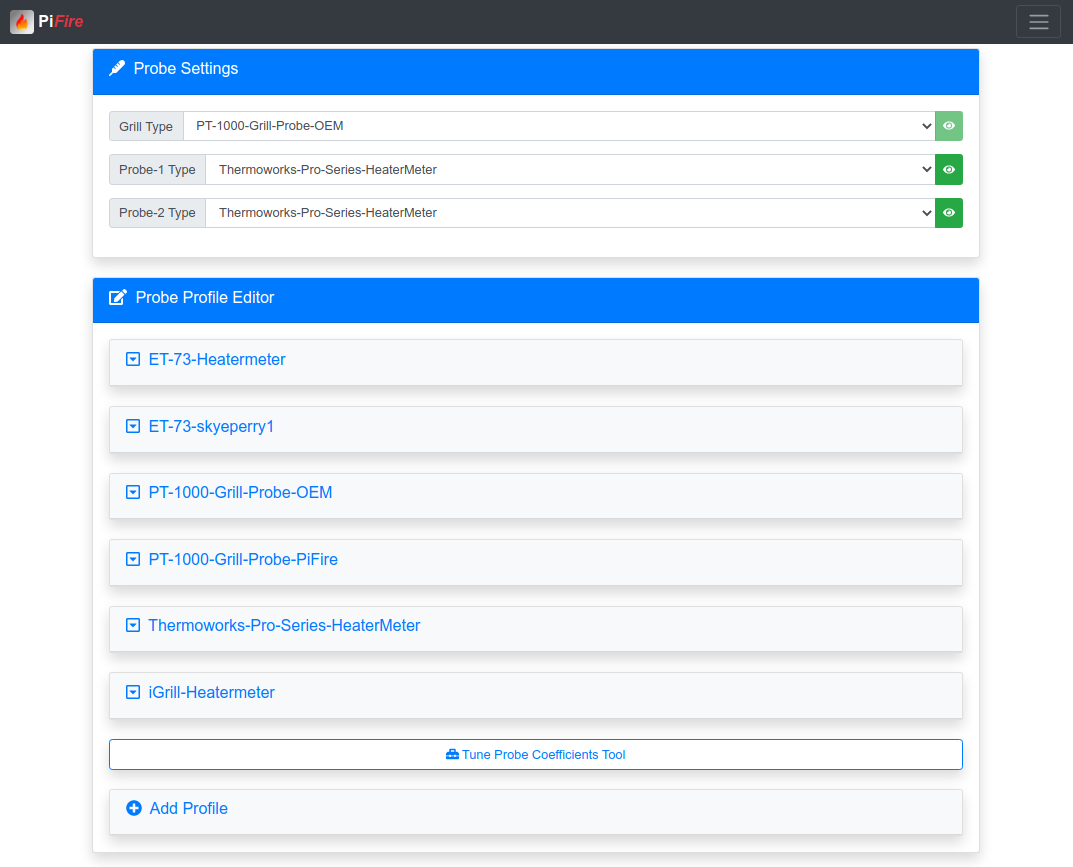 PiFire
Probe Settings
Grill Type PT-1000-Grill-Probe-OEM
Probe-1 Type Thermoworks-Pro-Series-HeaterMeter
Probe-2 Type Thermoworks-Pro-Series-HeaterMeter
Probe Profile Editor
ET-73-Heatermeter
ET-73-skyeperry1
PT-1000-Grill-Probe-OEM
PT-1000-Grill-Probe-PiFire
Thermoworks-Pro-Series-HeaterMeter
iGrill-Heatermeter
Tune Probe Coefficients Tool
Add Profile